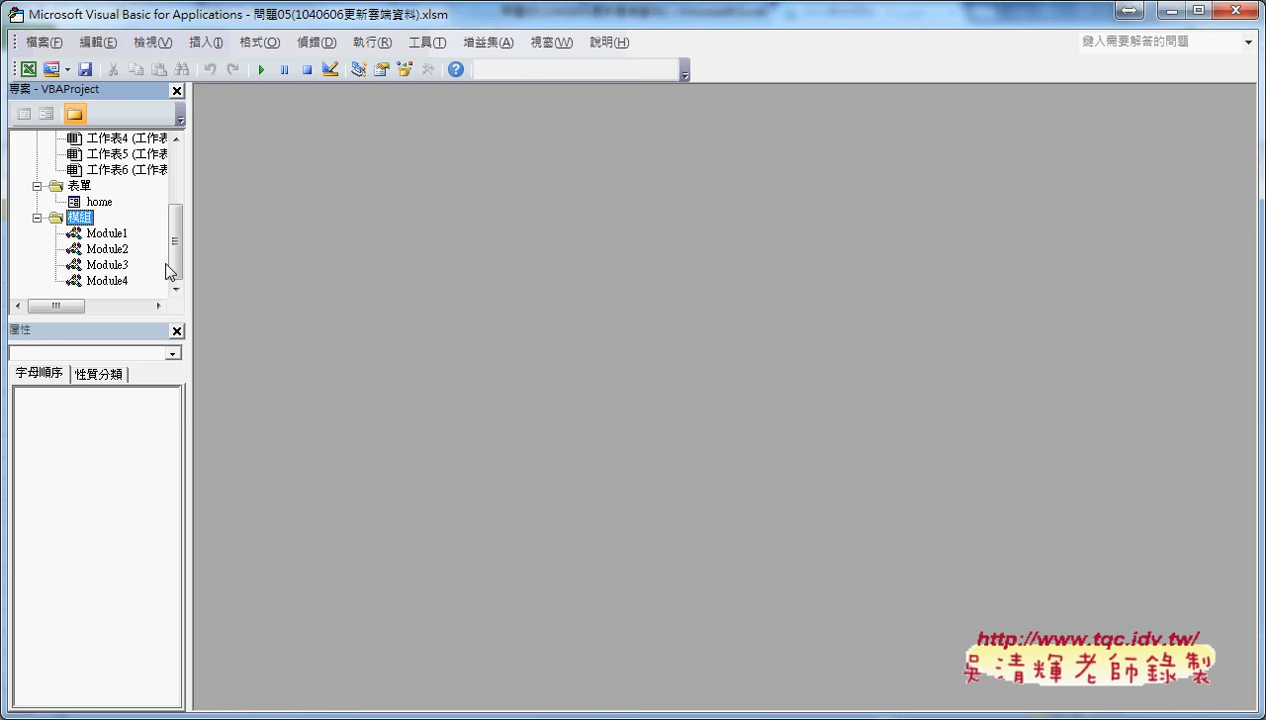 Microsoft Visual Basic for Applications - 問題05(1040606更新雲端資料).xlsm
檔案(F) 編輯(E) 檢視(V) 插入(I) 格式(O) 偵錯(D) 執行(R) 工具(T) 增益集(A) 視窗(W) 說明(H) 鍵入需要解答的問題
專案 - VBAProject
工作表4 (工作表
工作表5 (工作表
工作表6 (工作表
表單
home
模組
Module1
Module2
Module3
Module4
屬性
字母順序 性質分類
http://www.tqc.idv.tw/
吳清輝老師錄製